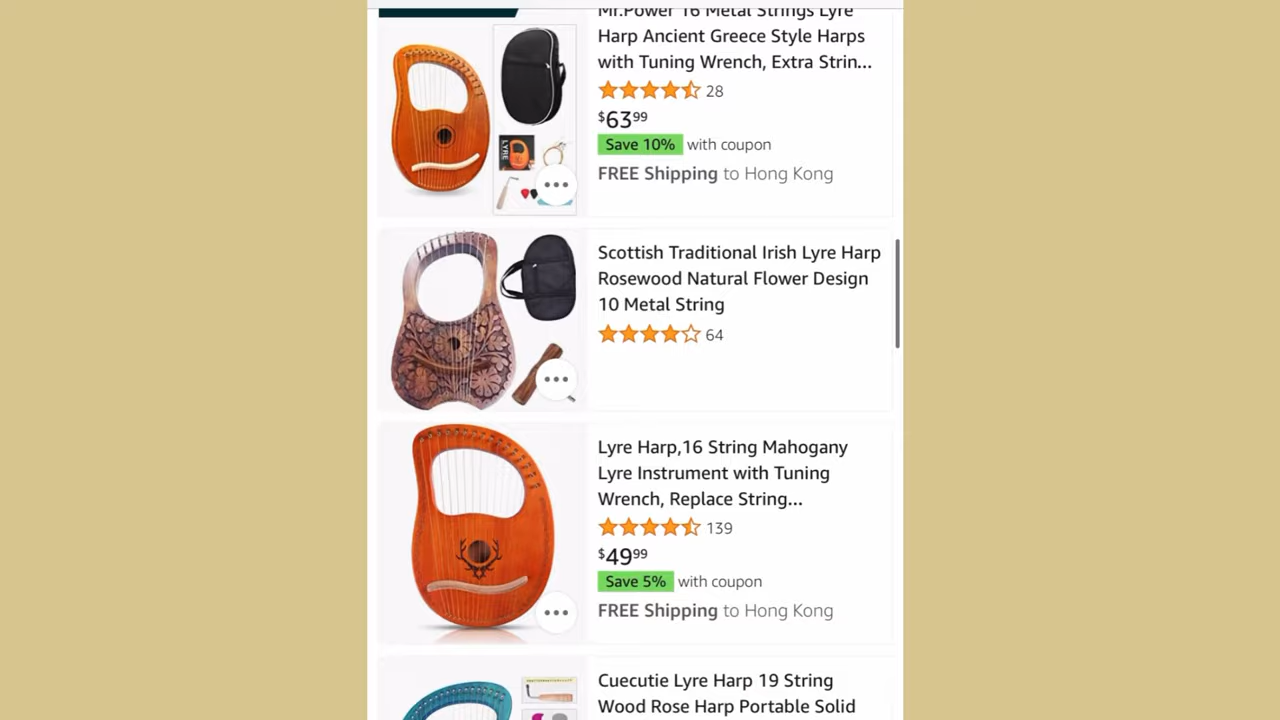 Mr.Power 16 Metal Strings Lyre
Harp Ancient Greece Style Harps
with Tuning Wrench, Extra Strin...
28
$63.99
Save 10% with coupon
FREE Shipping to Hong Kong
LYRE
Scottish Traditional Irish Lyre Harp
Rosewood Natural Flower Design
10 Metal String
64
Lyre Harp,16 String Mahogany
Lyre Instrument with Tuning
Wrench, Replace String...
139
$49.99
Save 5% with coupon
FREE Shipping to Hong Kong
Cuecutie Lyre Harp 19 String
Wood Rose Harp Portable Solid